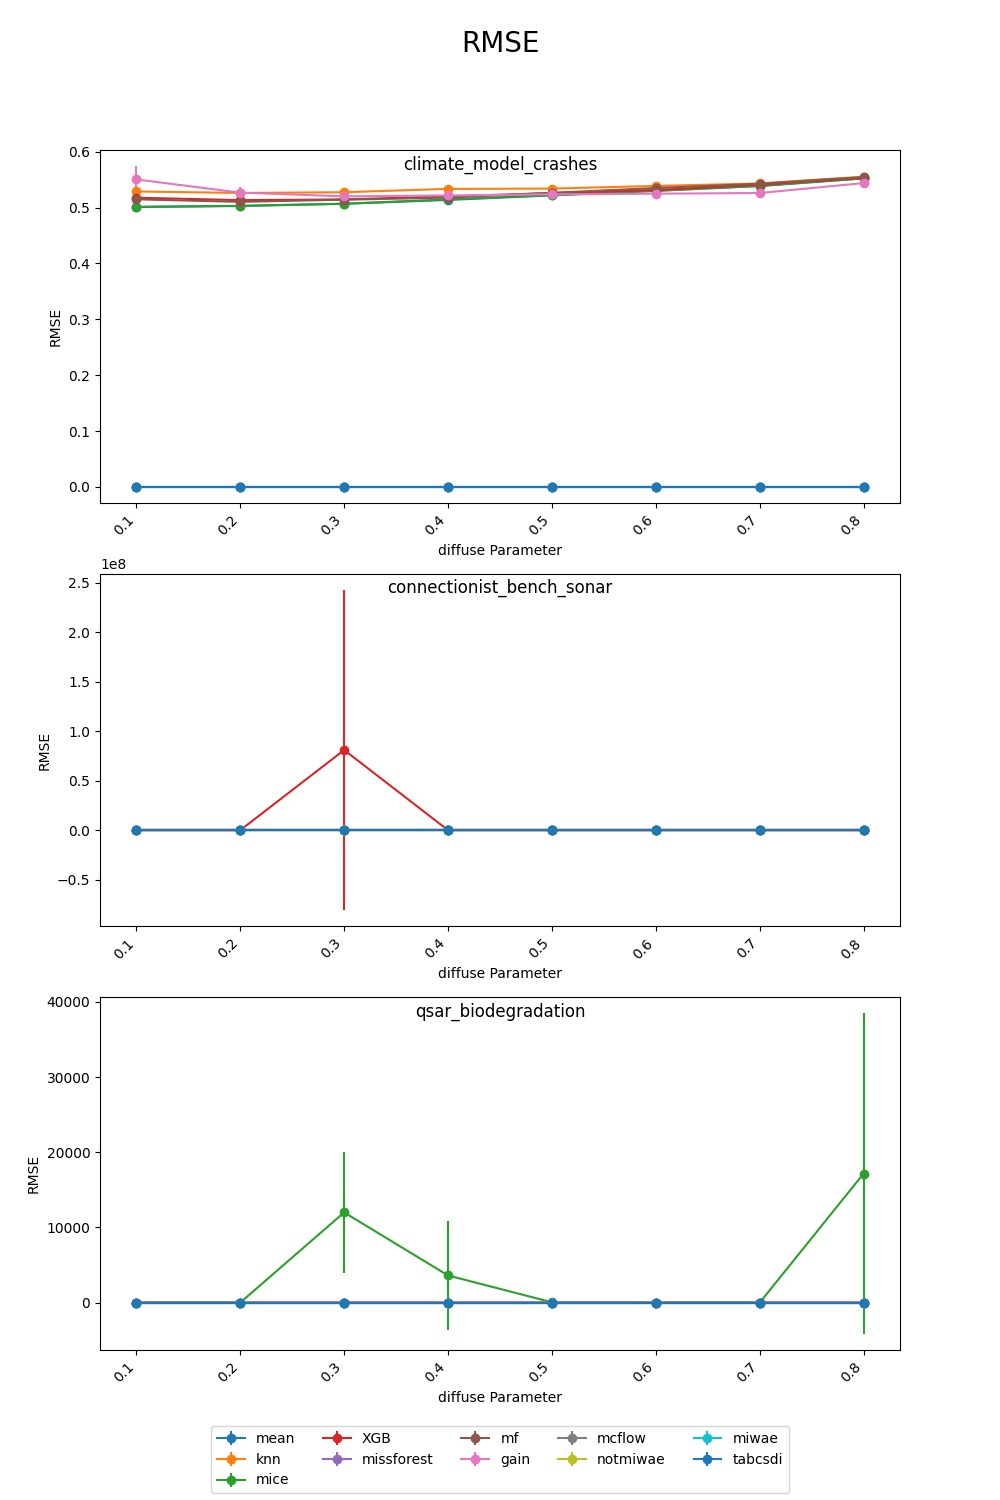 RMSE
climate_model_crashes
RMSE
0.6
0.5
0.4
0.3
0.2
0.1
0.0
0.1 0.2 0.3 0.4 0.5 0.6 0.7 0.8
diffuse Parameter
1e8
connectionist_bench_sonar
RMSE
2.5
2.0
1.5
1.0
0.5
0.0
−0.5
0.1 0.2 0.3 0.4 0.5 0.6 0.7 0.8
diffuse Parameter
qsar_biodegradation
RMSE
40000
30000
20000
10000
0
0.1 0.2 0.3 0.4 0.5 0.6 0.7 0.8
diffuse Parameter
mean XGB mf mcflow miwae
knn missforest gain notmiwae tabcsdi
mice